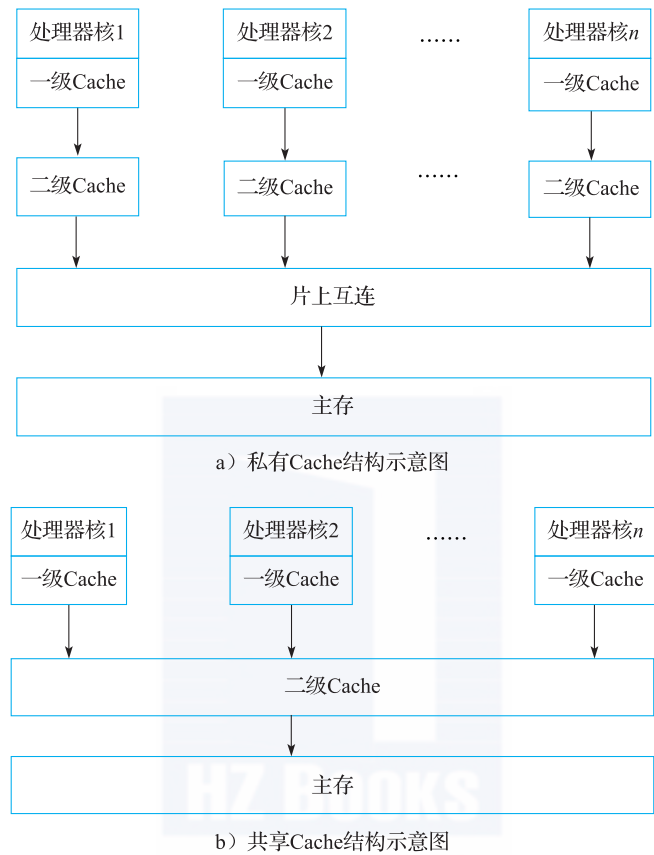 处理器核1 处理器核2 …… 处理器核n
一级Cache 一级Cache 一级Cache
二级Cache 二级Cache …… 二级Cache
片上互连
主存
a）私有Cache结构示意图
处理器核1 处理器核2 …… 处理器核n
一级Cache 一级Cache 一级Cache
二级Cache
主存
HZ BOOKS
b）共享Cache结构示意图